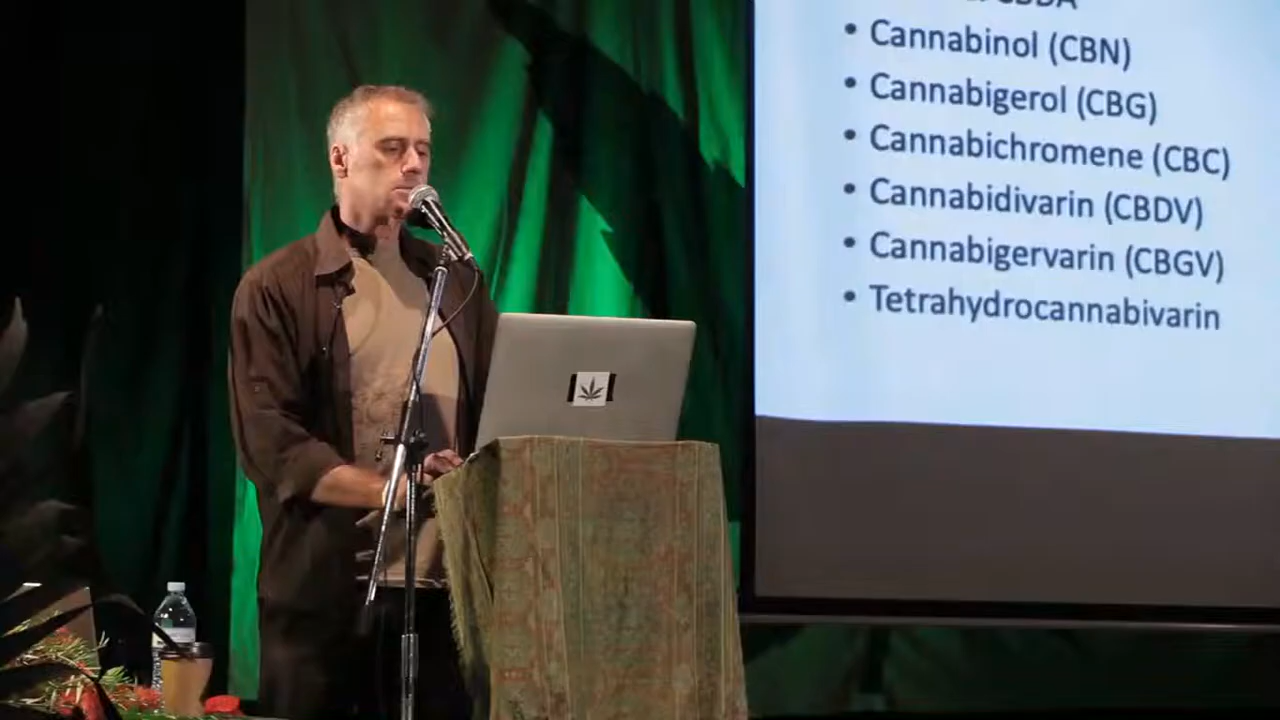 • Cannabinol (CBN)
• Cannabigerol (CBG)
• Cannabichromene (CBC)
• Cannabidivarin (CBDV)
• Cannabigervarin (CBGV)
• Tetrahydrocannabivarin